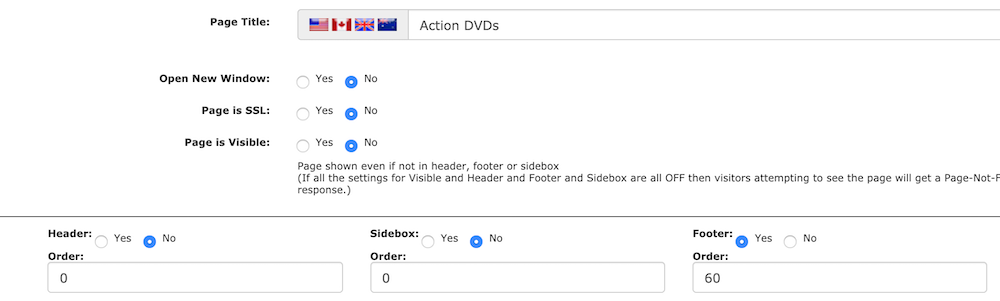 Page Title: Action DVDs
Open New Window: Yes No
Page is SSL: Yes No
Page is Visible: Yes No
Page shown even if not in header, footer or sidebox
(If all the settings for Visible and Header and Footer and Sidebox are all OFF then visitors attempting to see the page will get a Page-Not-F
response.)
Header: Yes No Sidebox: Yes No Footer: Yes No
Order: Order: Order:
0 0 60